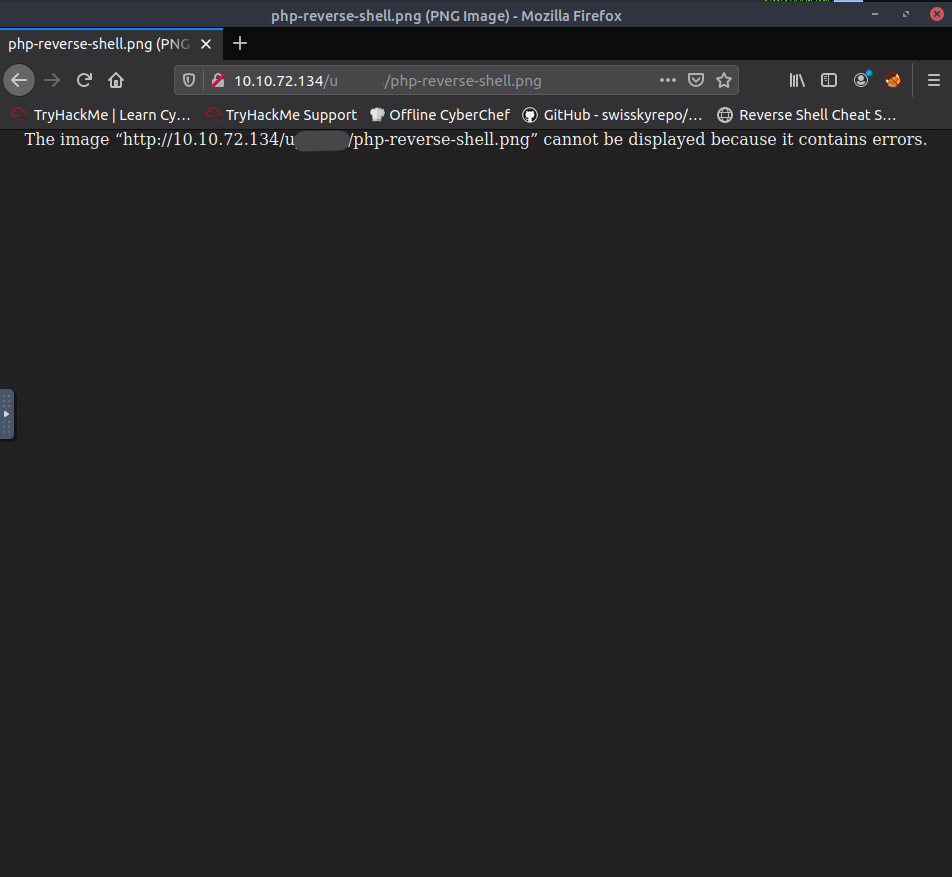 php-reverse-shell.png (PNG Image) - Mozilla Firefox
php-reverse-shell.png (PNG
10.10.72.134/u /php-reverse-shell.png
TryHackMe | Learn Cy… TryHackMe Support Offline CyberChef GitHub - swisskyrepo/… Reverse Shell Cheat S…
The image “http://10.10.72.134/u /php-reverse-shell.png” cannot be displayed because it contains errors.